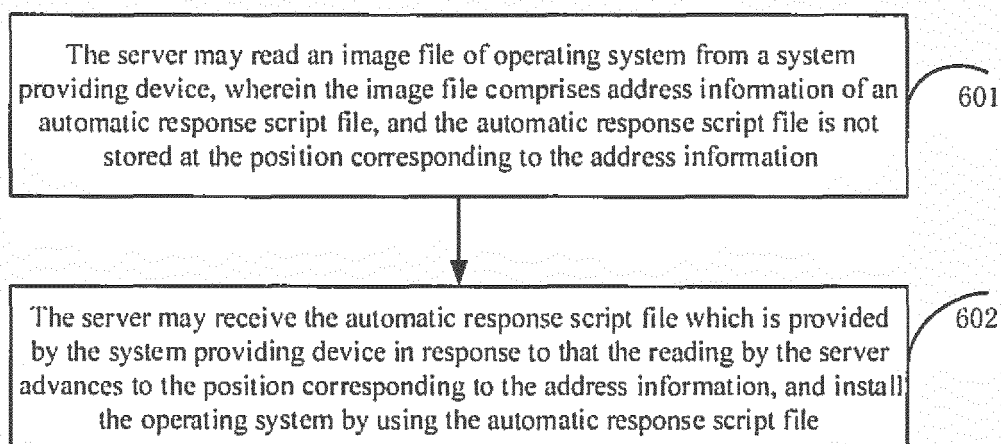 The server may read an image file of operating system from a system
providing device, wherein the image file comprises address information of an
automatic response script file, and the automatic response script file is not
stored at the position corresponding to the address information
601
The server may receive the automatic response script file which is provided
by the system providing device in response to that the reading by the server
advances to the position corresponding to the address information, and install
the operating system by using the automatic response script file
602